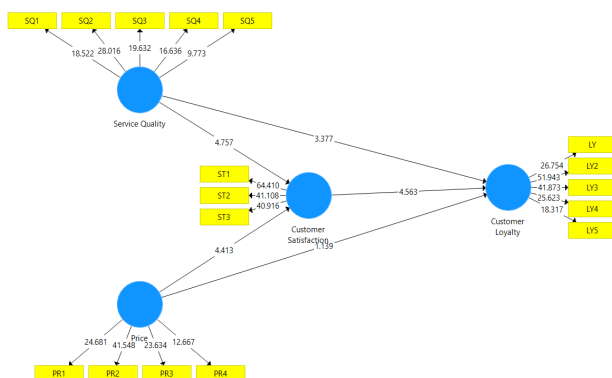 SQ1 SQ2 SQ3 SQ4 SQ5
18.522 28.016 19.632 16.636 9.773
Service Quality
4.757
3.377
ST1
ST2
ST3
64.410
41.108
40.916
Customer
Satisfaction
4.563
LY
LY2
LY3
LY4
LY5
26.754
51.943
41.873
25.623
18.317
Customer
Loyalty
4.413
1.139
Price
24.681 41.548 23.634 12.667
PR1 PR2 PR3 PR4